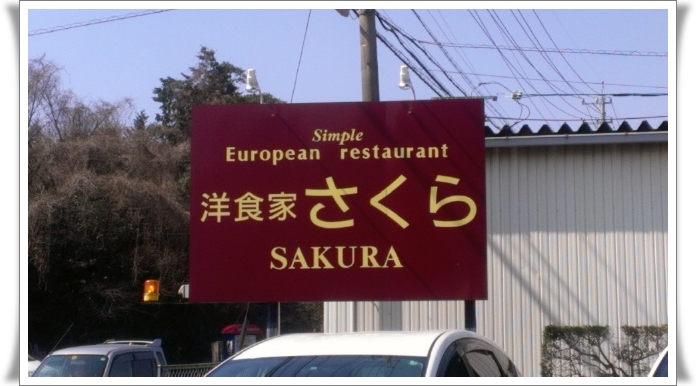 Simple
European restaurant
洋食家さくら
SAKURA